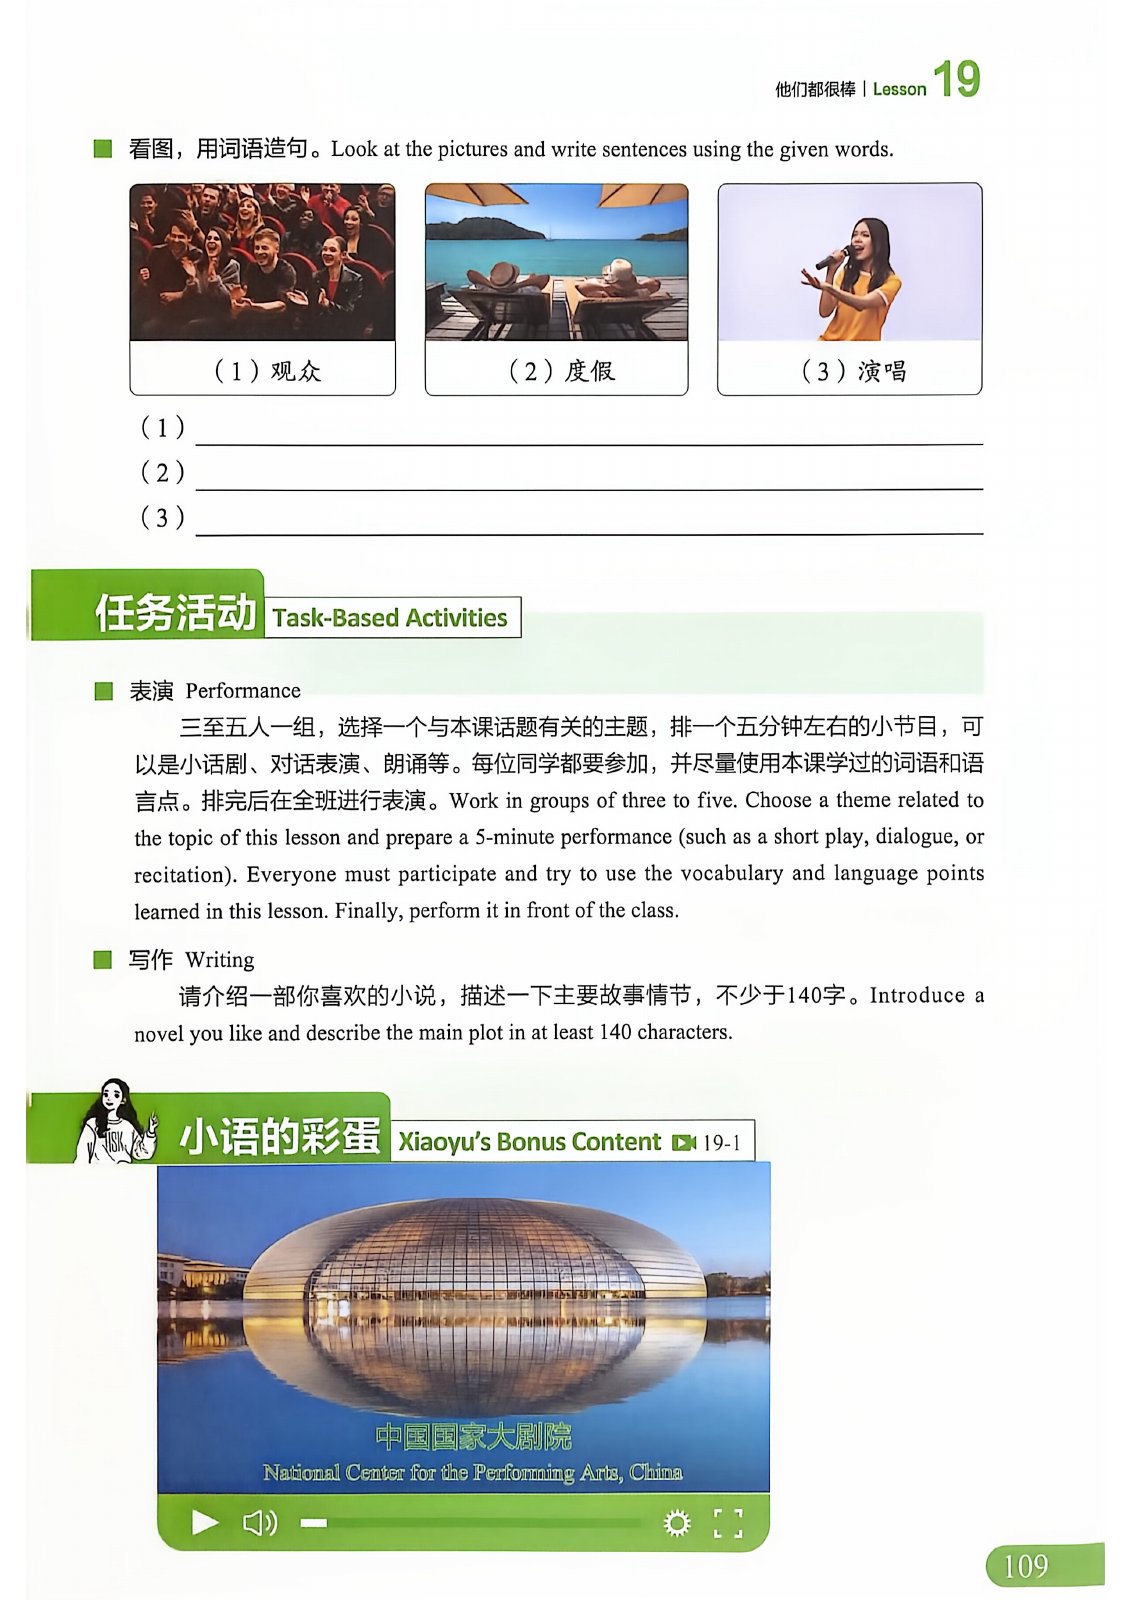 他们都很棒 | Lesson 19
看图，用词语造句。Look at the pictures and write sentences using the given words.
（1）观众
（2）度假
（3）演唱
（1）
（2）
（3）
任务活动 Task-Based Activities
表演 Performance
三至五人一组，选择一个与本课话题有关的主题，排一个五分钟左右的小节目，可
以是小话剧、对话表演、朗诵等。每位同学都要参加，并尽量使用本课学过的词语和语
言点。排完后在全班进行表演。Work in groups of three to five. Choose a theme related to
the topic of this lesson and prepare a 5-minute performance (such as a short play, dialogue, or
recitation). Everyone must participate and try to use the vocabulary and language points
learned in this lesson. Finally, perform it in front of the class.
写作 Writing
请介绍一部你喜欢的小说，描述一下主要故事情节，不少于140字。Introduce a
novel you like and describe the main plot in at least 140 characters.
小语的彩蛋 Xiaoyu's Bonus Content 19-1
中国国家大剧院
National Center for the Performing Arts, China
109